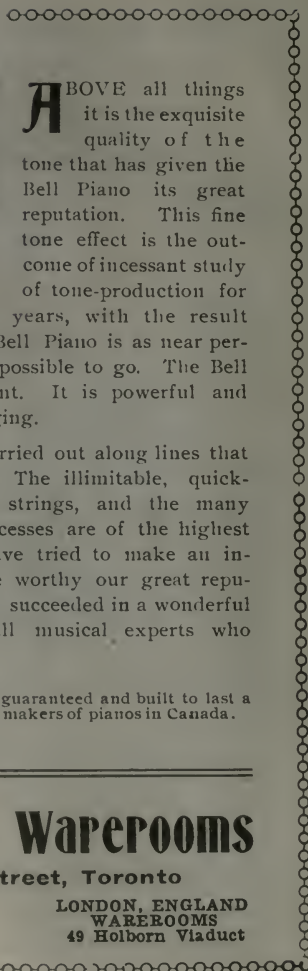 ABOVE all things
it is the exquisite
quality of the
tone that has given the
Bell Piano its great
reputation. This fine
tone effect is the out-
come of incessant study
of tone-production for
years, with the result
Bell Piano is as near per-
possible to go. The Bell
nt. It is powerful and
ing.
rried out along lines that
The illimitable, quick-
strings, and the many
cesses are of the highest
ve tried to make an in-
worthy our great repu-
succeeded in a wonderful
ll musical experts who
guaranteed and built to last a
makers of pianos in Canada.
Warerooms
treet, Toronto
LONDON, ENGLAND
WAREROOMS
49 Holborn Viaduct